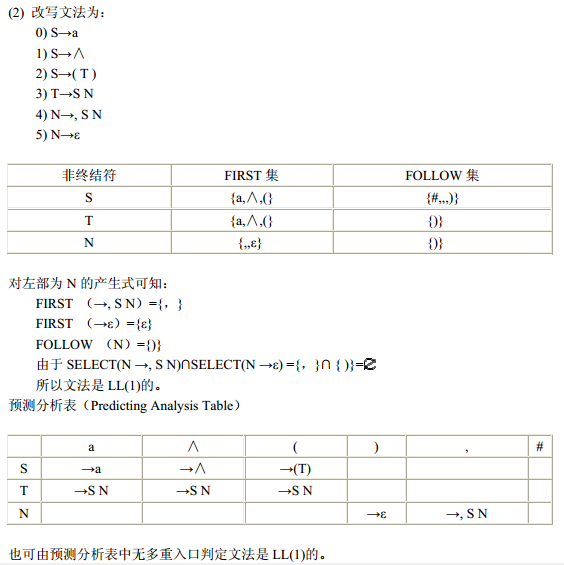 (2) 改写文法为:
0) S→a
1) S→∧
2) S→( T )
3) T→S N
4) N→, S N
5) N→ε
非终结符 FIRST 集 FOLLOW 集
S {a,∧,(} {#,,,)}
T {a,∧,(} {)}
N {,,ε} {)}
对左部为 N 的产生式可知:
FIRST (→, S N)={, }
FIRST (→ε)={ε}
FOLLOW (N)={)}
由于 SELECT(N →, S N)∩SELECT(N →ε) ={, }∩ { )}=∅
所以文法是 LL(1)的。
预测分析表(Predicting Analysis Table)
a ∧ ( ) , #
S →a →∧ →(T)
T →S N →S N →S N
N →ε →, S N
也可由预测分析表中无多重入口判定文法是 LL(1)的。